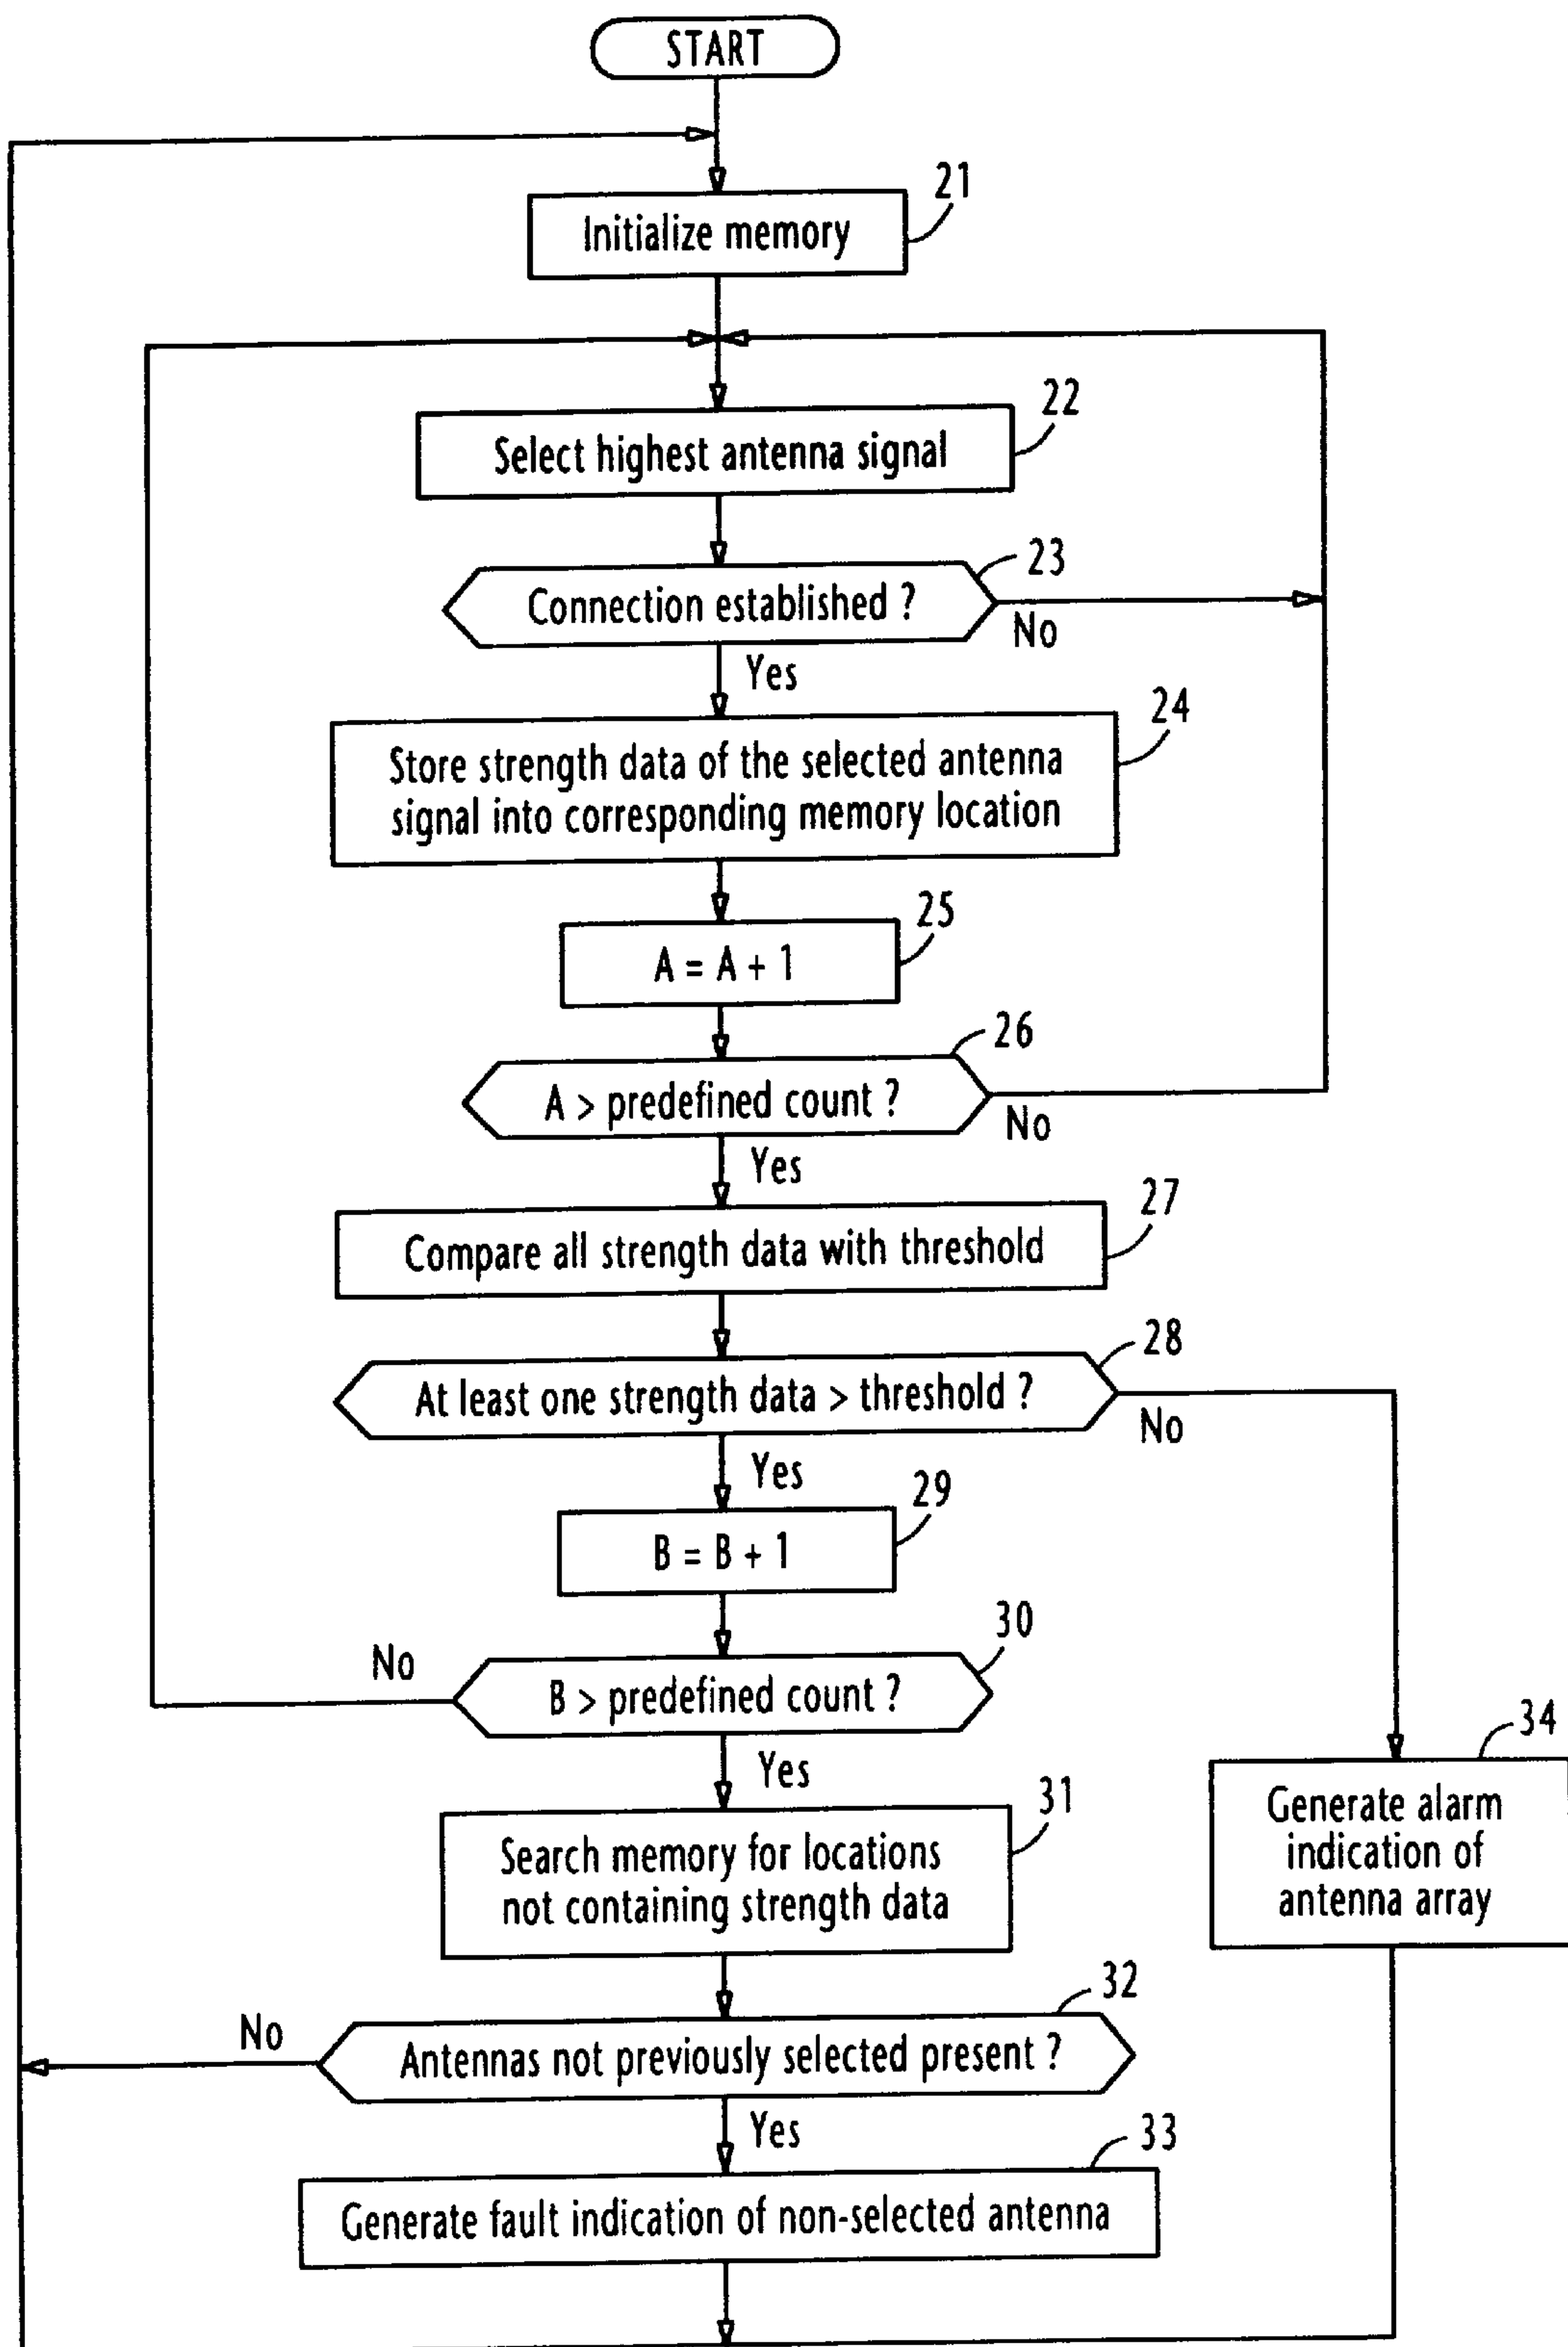 START
21
Initialize memory
22
Select highest antenna signal
23
Connection established ?
No
Yes
24
Store strength data of the selected antenna
signal into corresponding memory location
25
A = A + 1
26
A > predefined count ?
No
Yes
27
Compare all strength data with threshold
28
At least one strength data > threshold ?
No
Yes
29
B = B + 1
30
No
B > predefined count ?
Yes
34
Generate alarm
indication of
antenna array
31
Search memory for locations
not containing strength data
32
No
Antennas not previously selected present ?
Yes
33
Generate fault indication of non-selected antenna